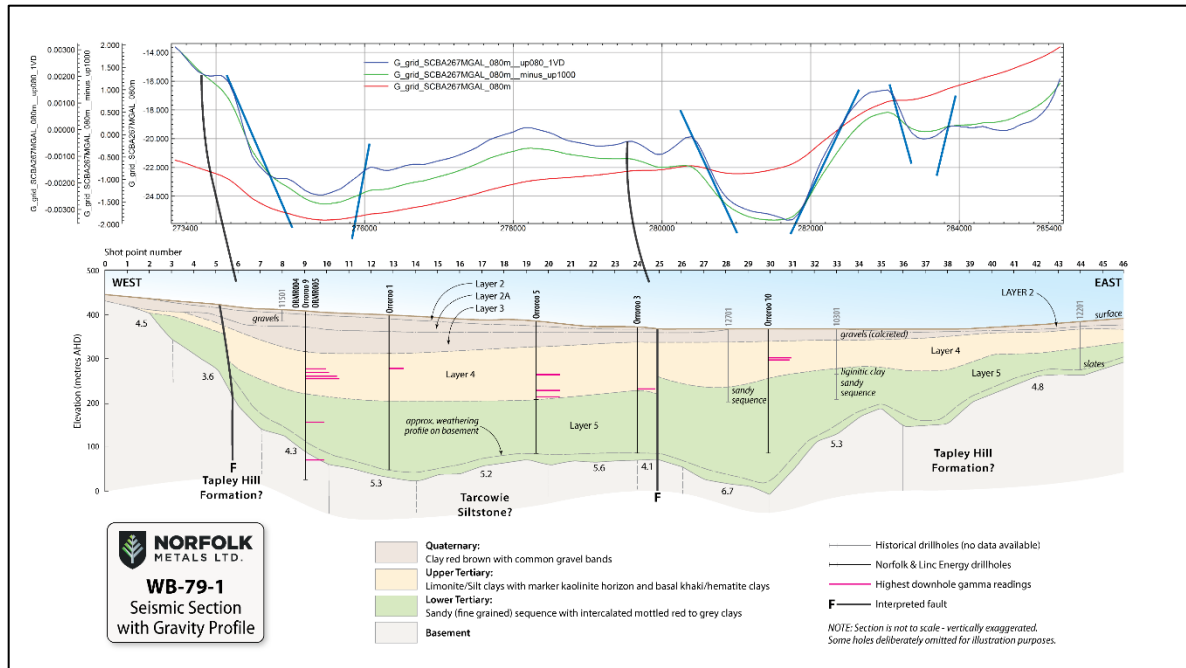 G_grid_SCBA267MGAL_080m__up080_1VD
G_grid_SCBA267MGAL_080m__minus_up1000
G_grid_SCBA267MGAL_080m
0.00300
0.00200
0.00100
0.00000
-0.00100
-0.00200
-0.00300
2.000
1.500
1.000
0.500
0.000
-0.500
-1.000
-1.500
-2.000
-14.000
-16.000
-18.000
-20.000
-22.000
-24.000
G_grid_SCBA267MGAL_080m__up080_1VD
G_grid_SCBA267MGAL_080m__minus_up1000
G_grid_SCBA267MGAL_080m
273400 276000 278000 280000 282000 264000 265400
Shot point number
0 1 2 3 4 5 6 7 8 9 10 11 12 13 14 15 16 17 18 19 20 21 22 23 24 25 26 27 28 29 30 31 32 33 34 35 36 37 38 39 40 41 42 43 44 45 46
500
400
300
200
100
0
Elevation (metres AHD)
WEST
EAST
11501
ORMR004
Orroroo 9
ORMR005
Orroroo 1
Layer 2
Layer 2A
Layer 3
Orroroo 5
Orroroo 3
12701
Orroroo 10
10301
LAYER 2
12201
surface
gravels
gravels (calcreted)
Layer 4
Layer 4
4.5
3.6
4.3
5.3
5.2
5.6
4.1
6.7
5.3
4.8
sandy
sequence
lignitic clay
sandy
sequence
Layer 5
slates
approx. weathering
profile on basement
Layer 5
F
Tapley Hill
Formation?
Tarcowie
Siltstone?
F
Tapley Hill
Formation?
NORFOLK
METALS LTD.
WB-79-1
Seismic Section
with Gravity Profile
Quaternary:
Clay red brown with common gravel bands
Upper Tertiary:
Limonite/Silt clays with marker kaolinite horizon and basal khaki/hematite clays
Lower Tertiary:
Sandy (fine grained) sequence with intercalated mottled red to grey clays
Basement
Historical drillholes (no data available)
Norfolk & Linc Energy drillholes
Highest downhole gamma readings
F Interpreted fault
NOTE: Section is not to scale - vertically exaggerated.
Some holes deliberately omitted for illustration purposes.